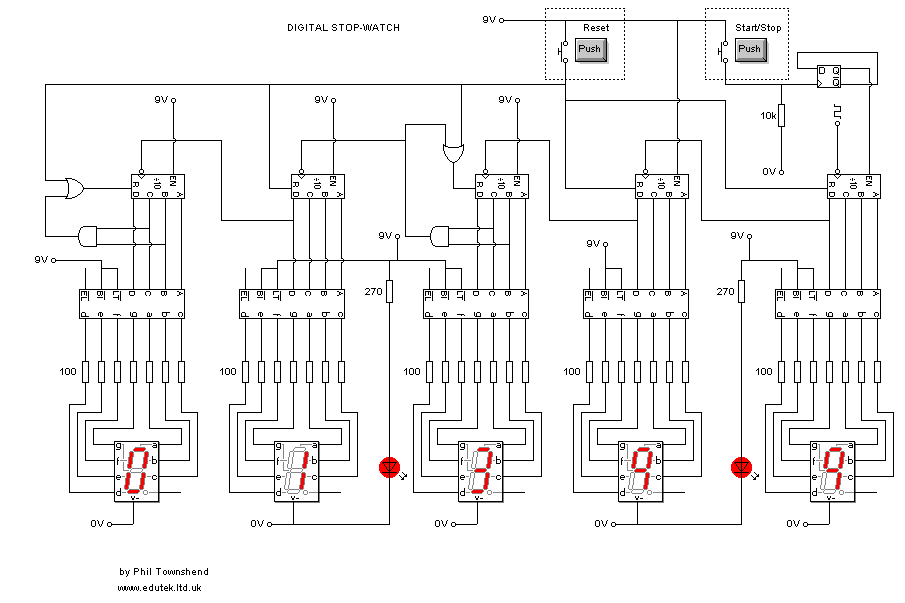 DIGITAL STOP-WATCH
9V Reset Start/Stop
Push Push
D Q
Q
9V 9V 9V 10k
0V
R D ÷10 C B EN A R D ÷10 C B EN A R D ÷10 C B EN A R D ÷10 C B EN A R D ÷10 C B EN A
9V 9V 9V 9V
EL BI LT D C B A EL BI LT D C B A EL BI LT D C B A EL BI LT D C B A EL BI LT D C B A
270 270
d e f g a b c d e f g a b c d e f g a b c d e f g a b c d e f g a b c
100 100 100 100 100
g a g a g a g a g a
f b f b f b f b f b
e c e c e c e c e c
d d d d d
V- V- V- V- V-
0V 0V 0V 0V 0V
by Phil Townshend
www.edutek.ltd.uk